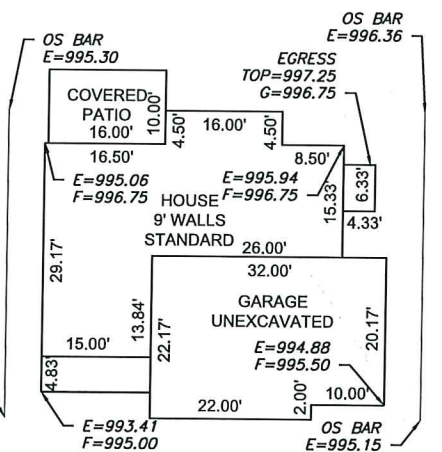 OS BAR
E=996.36
OS BAR
E=995.30
EGRESS
TOP=997.25
G=996.75
COVERED
PATIO
16.00'
10.00'
4.50'
16.00'
4.50'
16.50'
8.50'
6.33'
4.33'
E=995.06
F=996.75
E=995.94
F=996.75
15.33'
HOUSE
9' WALLS
STANDARD
29.17'
26.00'
32.00'
13.84'
22.17'
GARAGE
UNEXCAVATED
20.17'
15.00'
4.83'
E=994.88
F=995.50
10.00'
2.00'
22.00'
E=993.41
F=995.00
OS BAR
E=995.15